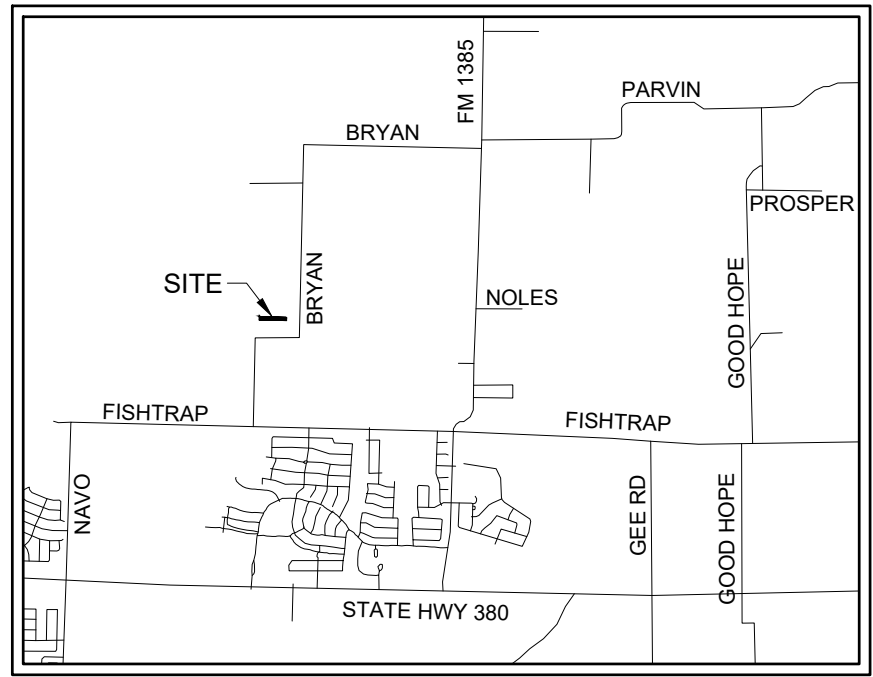 FM 1385
PARVIN
BRYAN
PROSPER
SITE
BRYAN
NOLES
GOOD HOPE
FISHTRAP
FISHTRAP
NAVO
GEE RD
GOOD HOPE
STATE HWY 380